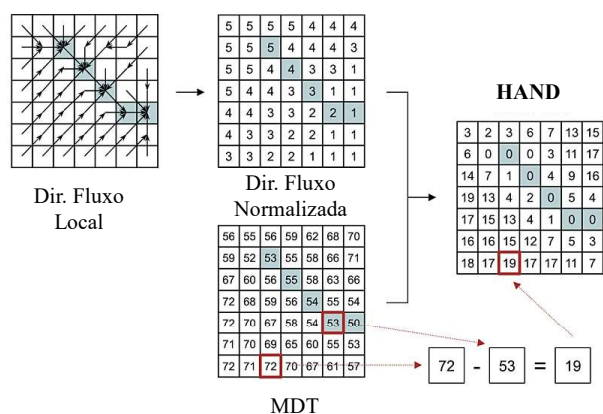 Dir. Fluxo
Local
5 5 5 5 4 4 4
5 5 5 4 4 4 3
5 5 4 4 3 3 1
5 4 4 3 3 1 1
4 4 3 3 2 2 1
4 3 3 2 2 1 1
3 3 2 2 1 1 1
Dir. Fluxo
Normalizada
56 55 56 59 62 68 70
59 52 53 55 58 66 71
67 60 56 55 58 63 66
72 68 59 56 54 55 54
72 70 67 58 54 53 50
71 70 69 65 60 55 53
72 71 72 70 67 61 57
MDT
HAND
3 2 3 6 7 13 15
6 0 0 0 3 11 17
14 7 1 0 4 9 16
19 13 4 2 0 5 4
17 15 13 4 1 0 0
16 16 15 12 7 5 3
18 17 19 17 17 11 7
72 - 53 = 19